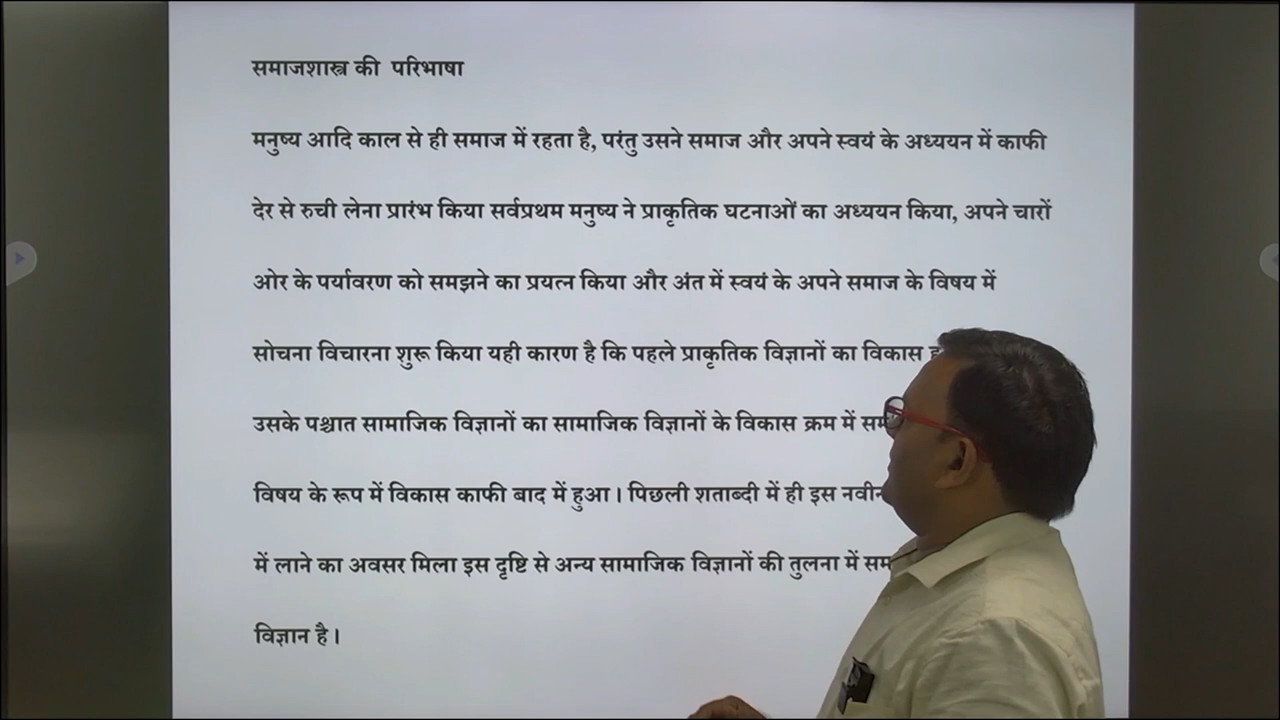 समाजशास्त्र की परिभाषा
मनुष्य आदि काल से ही समाज में रहता है, परंतु उसने समाज और अपने स्वयं के अध्ययन में काफी
देर से रुची लेना प्रारंभ किया सर्वप्रथम मनुष्य ने प्राकृतिक घटनाओं का अध्ययन किया, अपने चारों
ओर के पर्यावरण को समझने का प्रयत्न किया और अंत में स्वयं के अपने समाज के विषय में
सोचना विचारना शुरू किया यही कारण है कि पहले प्राकृतिक विज्ञानों का विकास
उसके पश्चात सामाजिक विज्ञानों का सामाजिक विज्ञानों के विकास क्रम में
विषय के रूप में विकास काफी बाद में हुआ। पिछली शताब्दी में ही इस
में लाने का अवसर मिला इस दृष्टि से अन्य सामाजिक विज्ञानों की तुलना में
विज्ञान है।